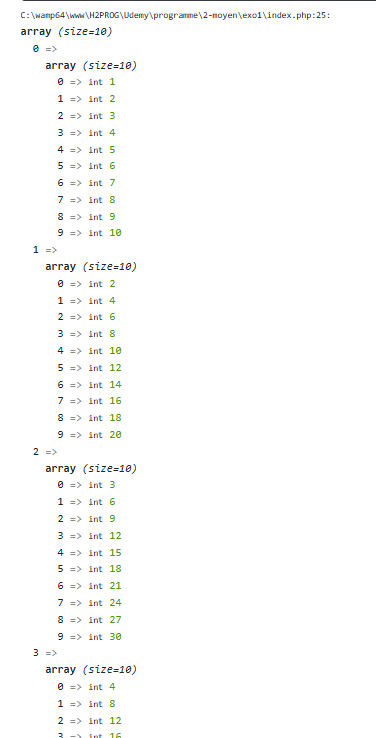 C:\wamp64\www\H2PROG\Udemy\programme\2-moyen\exo1\index.php:25:
array (size=10)
0 =>
array (size=10)
0 => int 1
1 => int 2
2 => int 3
3 => int 4
4 => int 5
5 => int 6
6 => int 7
7 => int 8
8 => int 9
9 => int 10
1 =>
array (size=10)
0 => int 2
1 => int 4
2 => int 6
3 => int 8
4 => int 10
5 => int 12
6 => int 14
7 => int 16
8 => int 18
9 => int 20
2 =>
array (size=10)
0 => int 3
1 => int 6
2 => int 9
3 => int 12
4 => int 15
5 => int 18
6 => int 21
7 => int 24
8 => int 27
9 => int 30
3 =>
array (size=10)
0 => int 4
1 => int 8
2 => int 12
3 => int 16